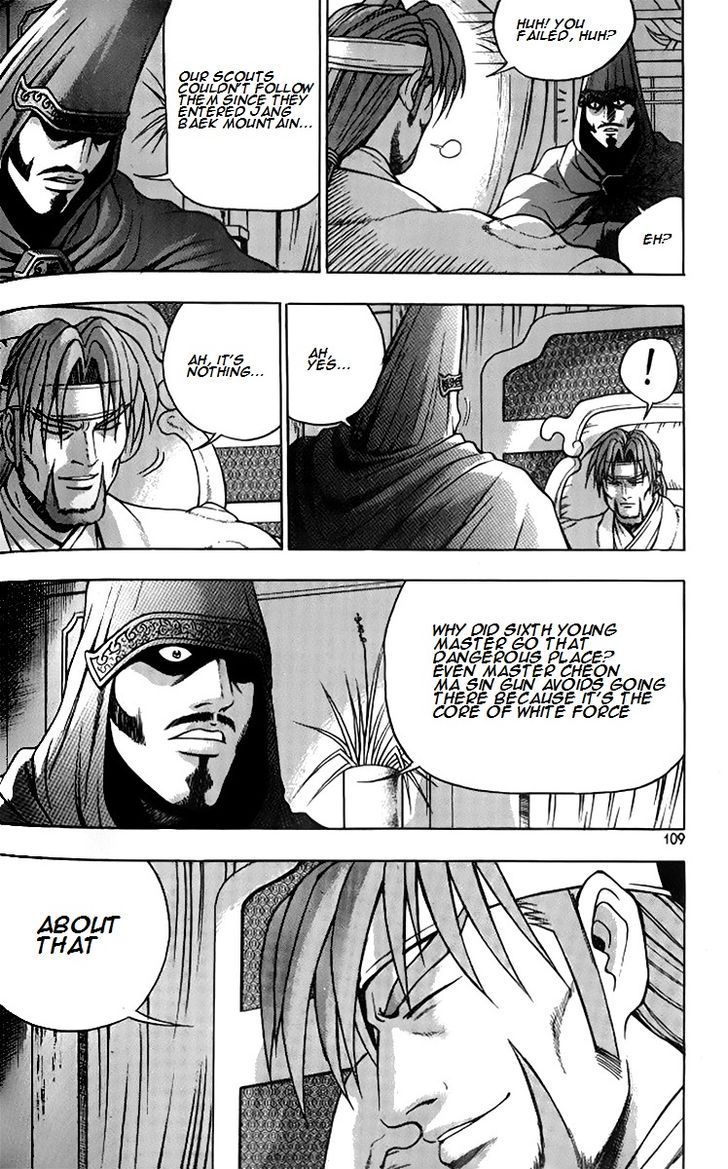 OUR SCOUTS
COULDN'T FOLLOW
THEM SINCE THEY
ENTERED JANG
BAEK MOUNTAIN...
HUH! YOU
FAILED, HUH?
EH?
AH, IT'S
NOTHING...
AH,
YES...
!
WHY DID SIXTH YOUNG
MASTER GO THAT
DANGEROUS PLACE?
EVEN MASTER CHEON
MA SIN GUN AVOIDS GOING
THERE BECAUSE IT'S THE
CORE OF WHITE FORCE
109
ABOUT
THAT